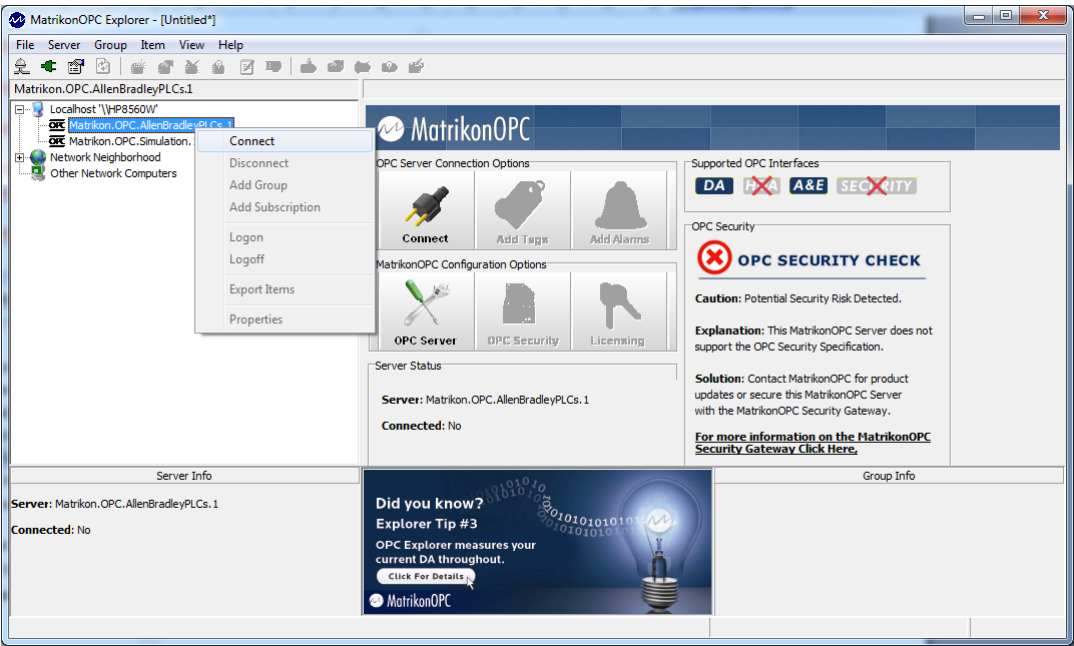 MatrikonOPC Explorer - [Untitled*]
File Server Group Item View Help
Matrikon.OPC.AllenBradleyPLCs.1
Localhost '\\HP8560W'
OPC Matrikon.OPC.AllenBradleyPLCs.1
OPC Matrikon.OPC.Simulation.
Network Neighborhood
Other Network Computers
Connect
Disconnect
Add Group
Add Subscription
Logon
Logoff
Export Items
Properties
MatrikonOPC
OPC Server Connection Options
Connect
Add Tags
Add Alarms
MatrikonOPC Configuration Options
OPC Server
OPC Security
Licensing
Server Status
Server: Matrikon.OPC.AllenBradleyPLCs.1
Connected: No
Supported OPC Interfaces
DA HDA A&E SECURITY
OPC Security
OPC SECURITY CHECK
Caution: Potential Security Risk Detected.
Explanation: This MatrikonOPC Server does not
support the OPC Security Specification.
Solution: Contact MatrikonOPC for product
updates or secure this MatrikonOPC Server
with the MatrikonOPC Security Gateway.
For more information on the MatrikonOPC
Security Gateway Click Here.
Server Info
Server: Matrikon.OPC.AllenBradleyPLCs.1
Connected: No
Did you know?
Explorer Tip #3
OPC Explorer measures your
current DA throughout.
Click For Details
MatrikonOPC
Group Info